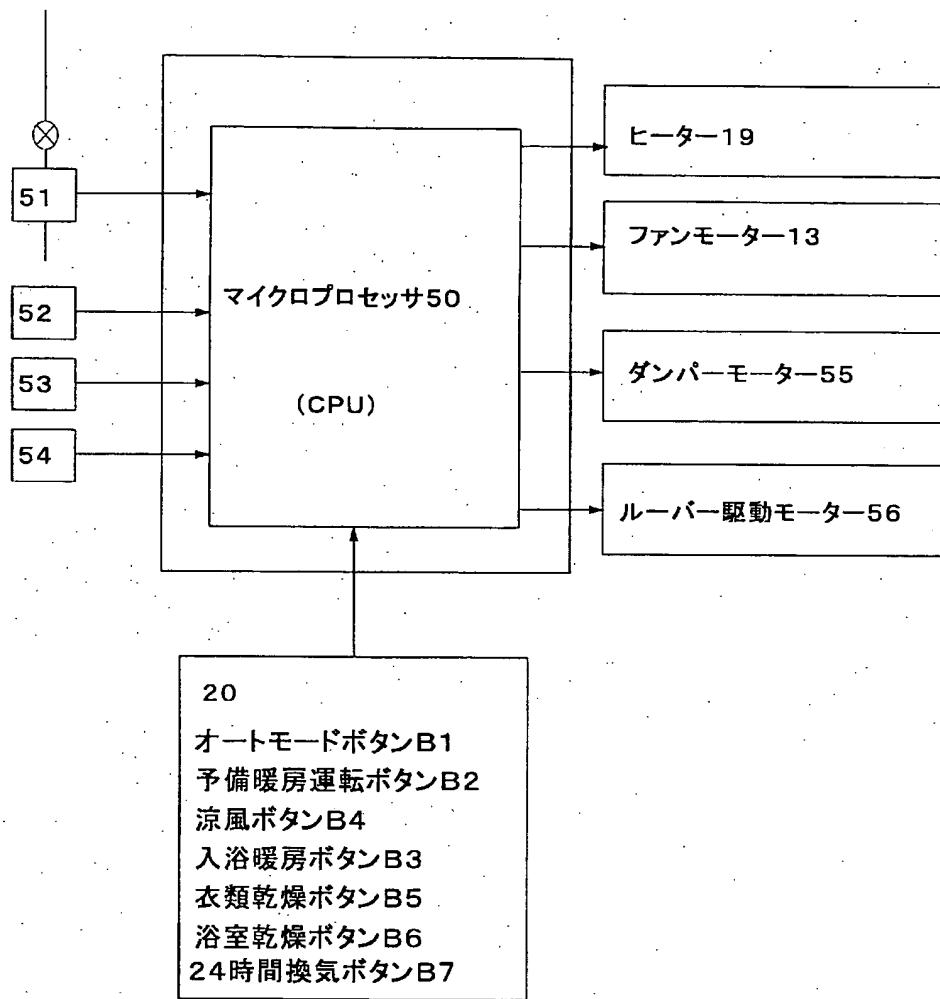 51
52
53
54
マイクロプロセッサ50
（CPU）
ヒーター19
ファンモーター13
ダンパーモーター55
ルーバー駆動モーター56
20
オートモードボタンB1
予備暖房運転ボタンB2
涼風ボタンB4
入浴暖房ボタンB3
衣類乾燥ボタンB5
浴室乾燥ボタンB6
24時間換気ボタンB7